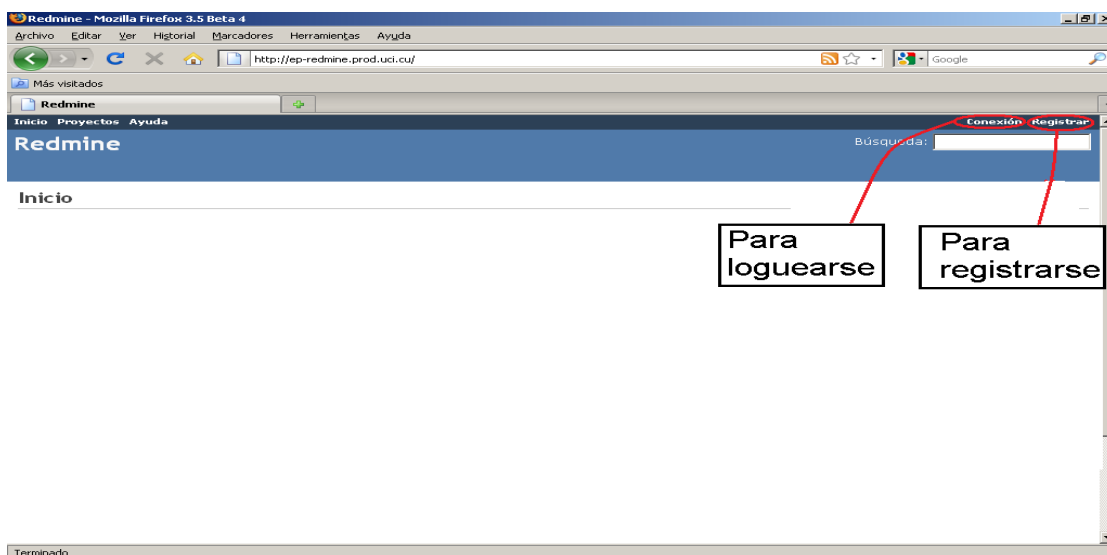 Redmine - Mozilla Firefox 3.5 Beta 4
Archivo Editar Ver Historial Marcadores Herramientas Ayuda
http://ep-redmine.prod.uci.cu/ Google
Más visitados
Redmine
Inicio Proyectos Ayuda Conexión Registrar
Redmine Búsqueda:
Inicio
Para
loguearse
Para
registrarse
Terminado